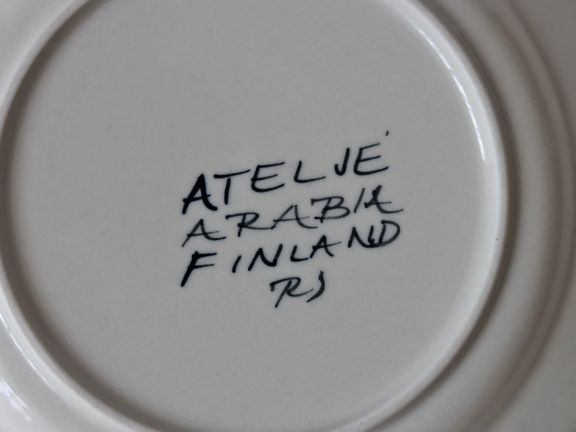 ATELJÉ
ARABIA
FINLAND
RJ